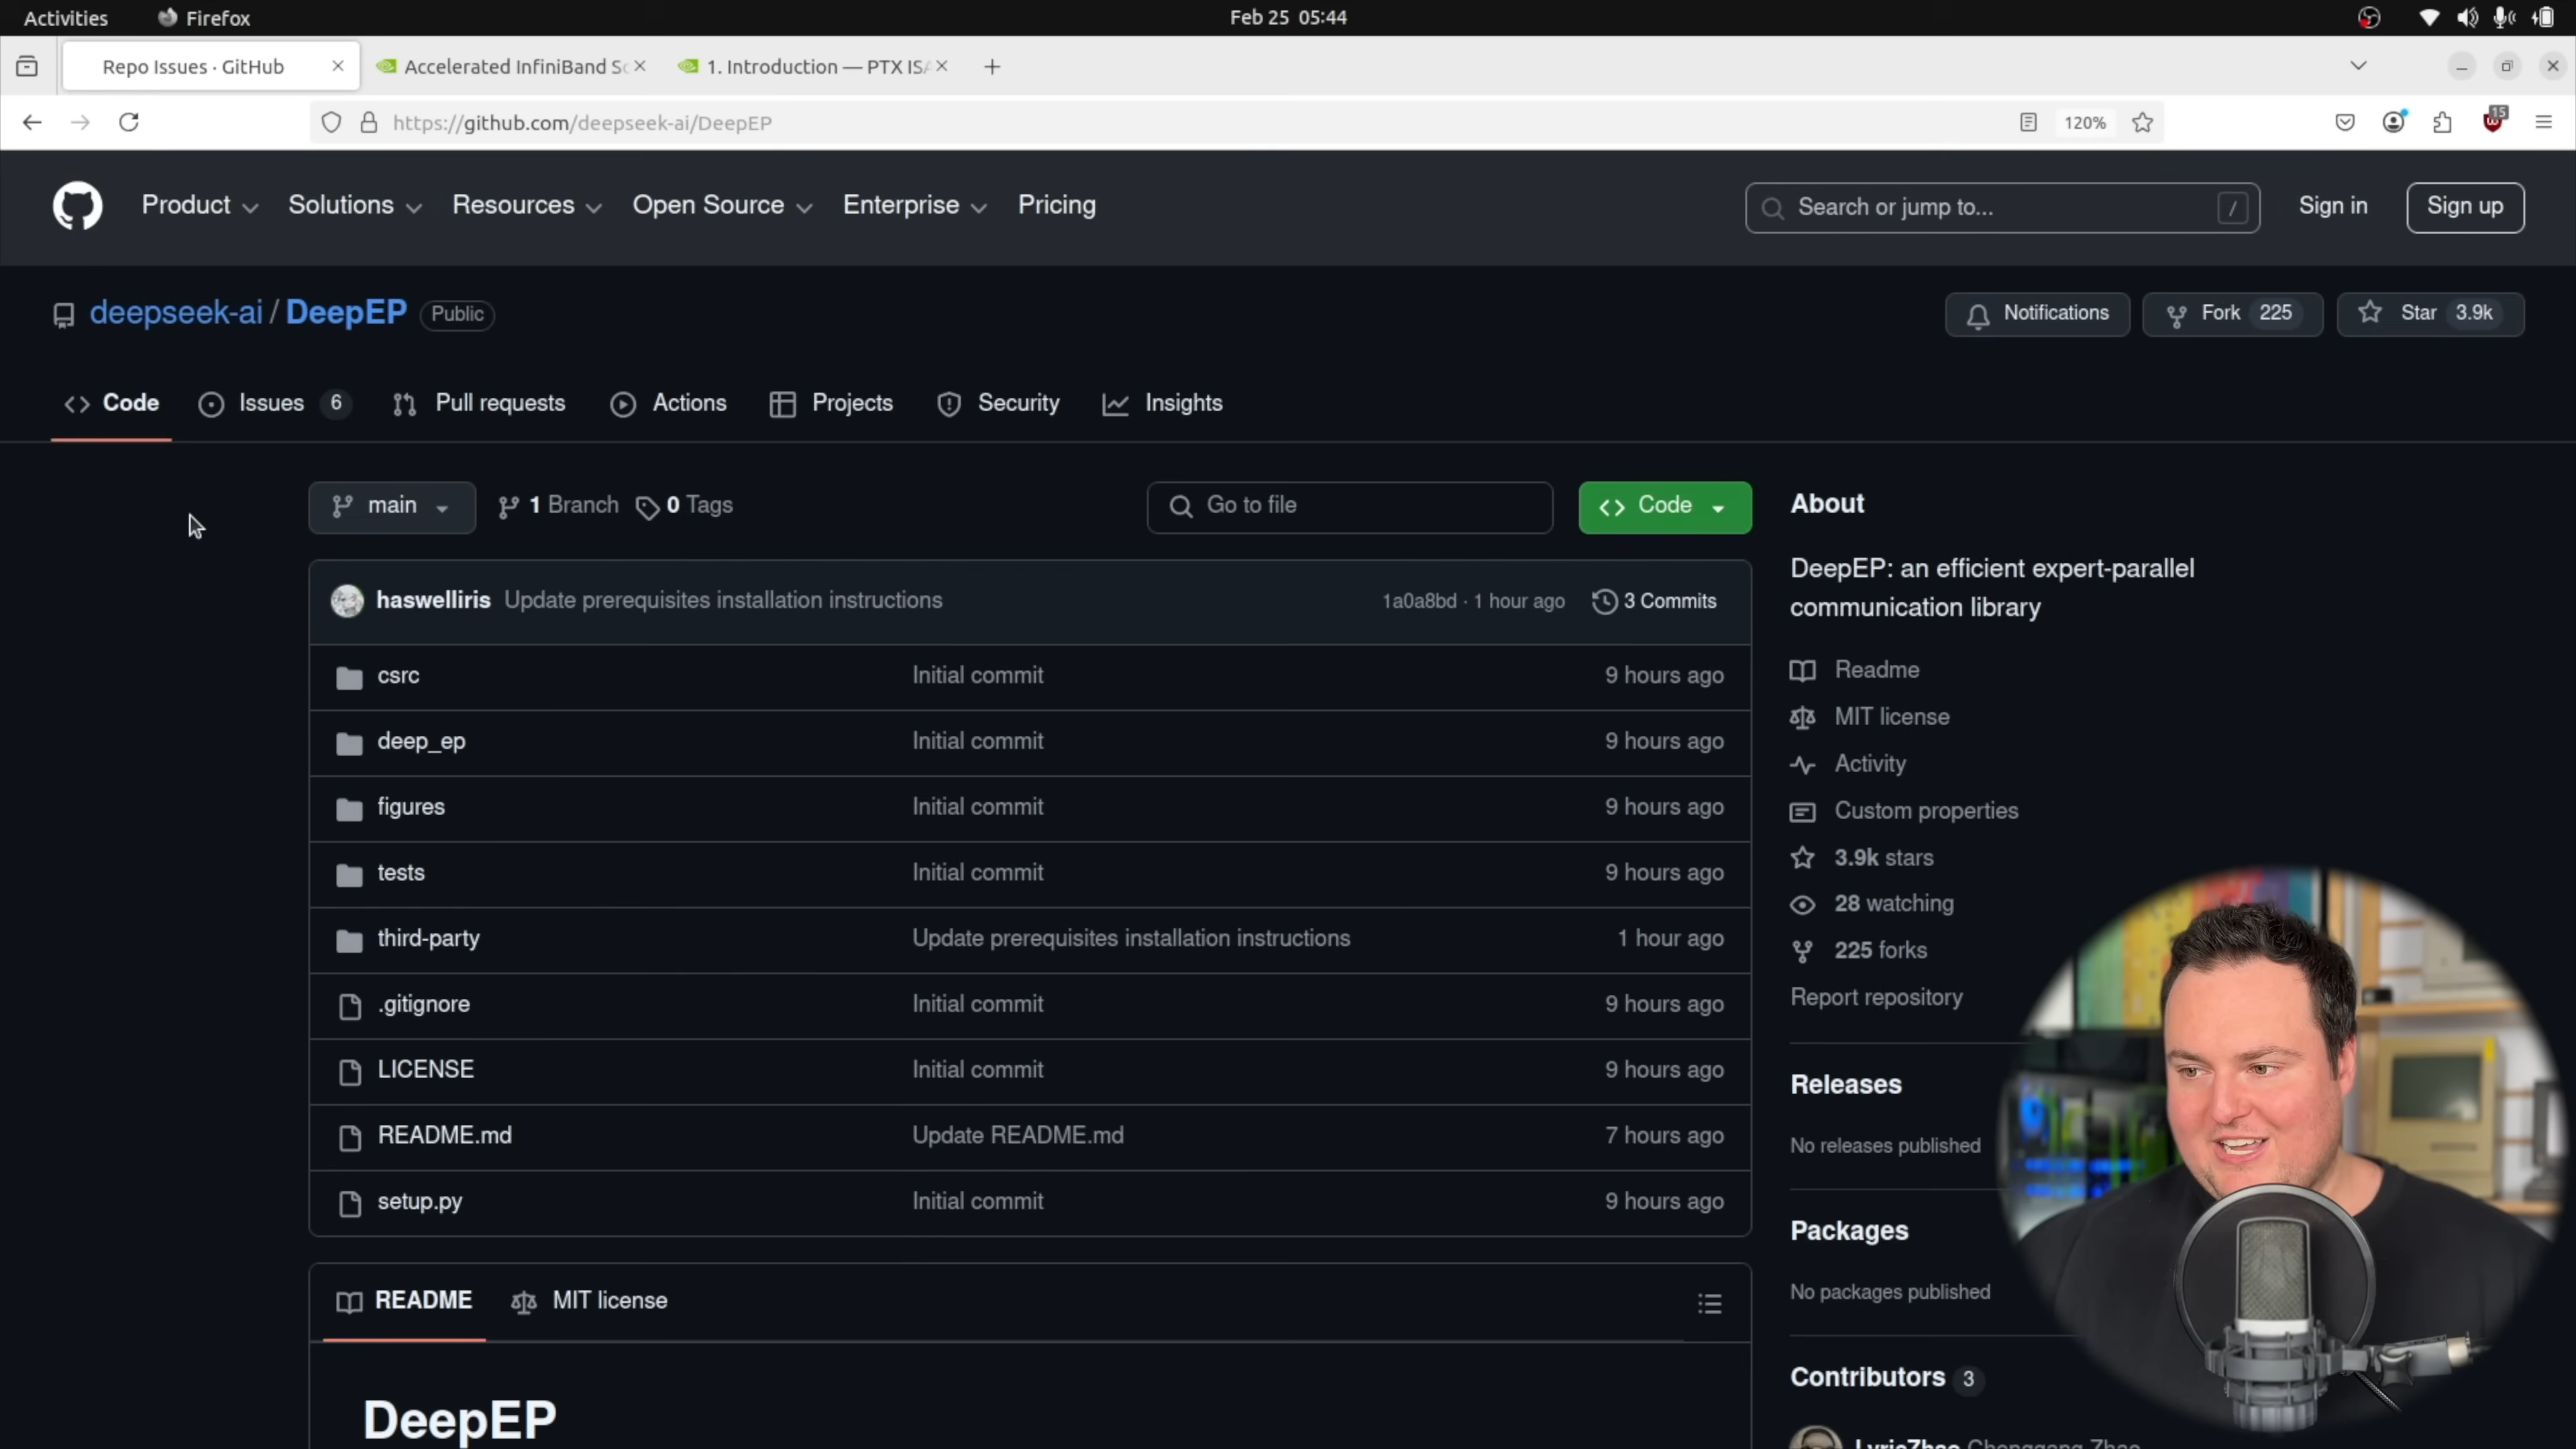 Activities Firefox Feb 25 05:44
Repo Issues · GitHub
Accelerated InfiniBand
1. Introduction — PTX
https://github.com/deepseek-ai/DeepEP 120% 15
Product Solutions Resources Open Source Enterprise Pricing Search or jump to... / Sign in Sign up
deepseek-ai / DeepEP Public Notifications Fork 225 Star 3.9k
Code Issues 6 Pull requests Actions Projects Security Insights
main 1 Branch 0 Tags Go to file Code
haswelliris Update prerequisites installation instructions 1a0a8bd · 1 hour ago 3 Commits
csrc Initial commit 9 hours ago
deep_ep Initial commit 9 hours ago
figures Initial commit 9 hours ago
tests Initial commit 9 hours ago
third-party Update prerequisites installation instructions 1 hour ago
.gitignore Initial commit 9 hours ago
LICENSE Initial commit 9 hours ago
README.md Update README.md 7 hours ago
setup.py Initial commit 9 hours ago
README MIT license
DeepEP
About
DeepEP: an efficient expert-parallel
communication library
Readme
MIT license
Activity
Custom properties
3.9k stars
28 watching
225 forks
Report repository
Releases
No releases published
Packages
No packages published
Contributors 3